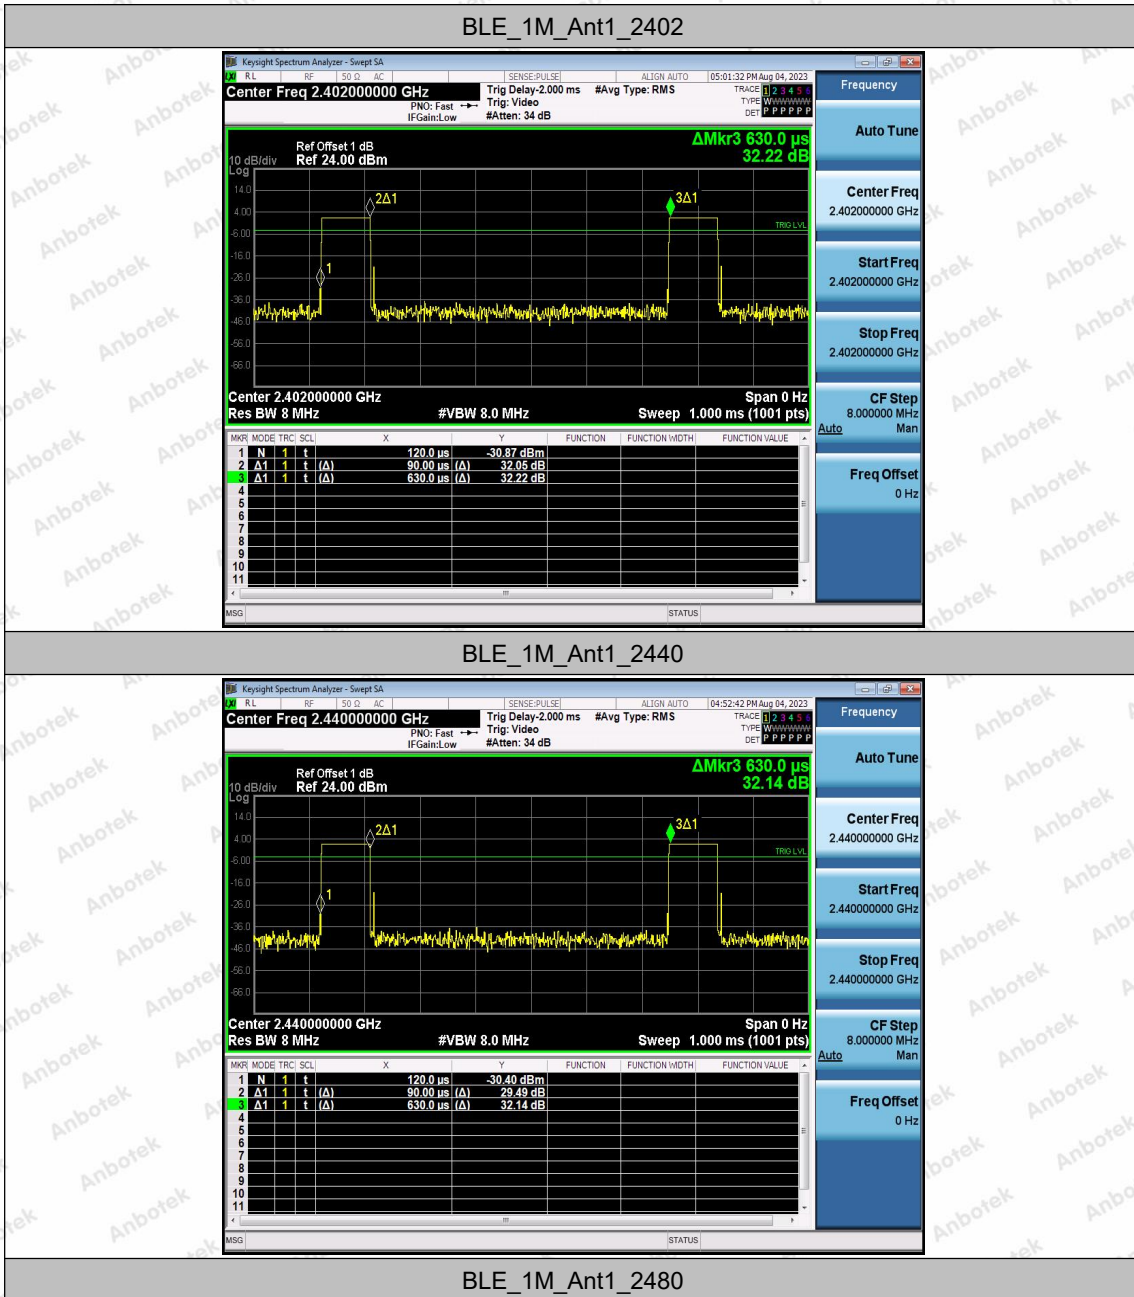 BLE_1M_Ant1_2402
Keysight Spectrum Analyzer - Swept SA
LXI RL RF 50 Ω AC SENSE:PULSE ALIGN AUTO 05:01:32 PM Aug 04, 2023
Center Freq 2.402000000 GHz
PNO: Fast
IFGain:Low
Trig Delay-2.000 ms
Trig: Video
#Atten: 34 dB
#Avg Type: RMS
TRACE 1 2 3 4 5 6
TYPE WWWWWW
DET P P P P P P
Ref Offset 1 dB
Ref 24.00 dBm
10 dB/div
Log
ΔMkr3 630.0 µs
32.22 dB
14.0
4.00
-6.00
-16.0
-26.0
-36.0
-46.0
-56.0
-66.0
1
2Δ1
3Δ1
TRIG LVL
Center 2.402000000 GHz Span 0 Hz
Res BW 8 MHz #VBW 8.0 MHz Sweep 1.000 ms (1001 pts)
MKR MODE TRC SCL X Y FUNCTION FUNCTION WIDTH FUNCTION VALUE
1 N 1 t 120.0 µs -30.87 dBm
2 Δ1 1 t (Δ) 90.00 µs (Δ) 32.05 dB
3 Δ1 1 t (Δ) 630.0 µs (Δ) 32.22 dB
4
5
6
7
8
9
10
11
MSG STATUS
Frequency
Auto Tune
Center Freq
2.402000000 GHz
Start Freq
2.402000000 GHz
Stop Freq
2.402000000 GHz
CF Step
8.000000 MHz
Auto Man
Freq Offset
0 Hz
BLE_1M_Ant1_2440
Keysight Spectrum Analyzer - Swept SA
LXI RL RF 50 Ω AC SENSE:PULSE ALIGN AUTO 04:52:42 PM Aug 04, 2023
Center Freq 2.440000000 GHz
PNO: Fast
IFGain:Low
Trig Delay-2.000 ms
Trig: Video
#Atten: 34 dB
#Avg Type: RMS
TRACE 1 2 3 4 5 6
TYPE WWWWWW
DET P P P P P P
Ref Offset 1 dB
Ref 24.00 dBm
10 dB/div
Log
ΔMkr3 630.0 µs
32.14 dB
14.0
4.00
-6.00
-16.0
-26.0
-36.0
-46.0
-56.0
-66.0
1
2Δ1
3Δ1
TRIG LVL
Center 2.440000000 GHz Span 0 Hz
Res BW 8 MHz #VBW 8.0 MHz Sweep 1.000 ms (1001 pts)
MKR MODE TRC SCL X Y FUNCTION FUNCTION WIDTH FUNCTION VALUE
1 N 1 t 120.0 µs -30.40 dBm
2 Δ1 1 t (Δ) 90.00 µs (Δ) 29.49 dB
3 Δ1 1 t (Δ) 630.0 µs (Δ) 32.14 dB
4
5
6
7
8
9
10
11
MSG STATUS
Frequency
Auto Tune
Center Freq
2.440000000 GHz
Start Freq
2.440000000 GHz
Stop Freq
2.440000000 GHz
CF Step
8.000000 MHz
Auto Man
Freq Offset
0 Hz
BLE_1M_Ant1_2480
Anbotek